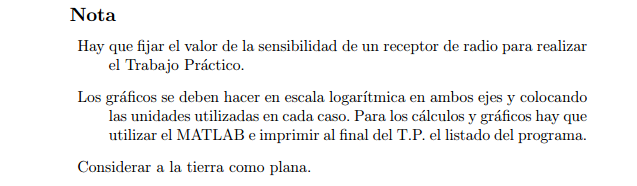 Nota
Hay que fijar el valor de la sensibilidad de un receptor de radio para realizar
el Trabajo Práctico.
Los gráficos se deben hacer en escala logarítmica en ambos ejes y colocando
las unidades utilizadas en cada caso. Para los cálculos y gráficos hay que
utilizar el MATLAB e imprimir al final del T.P. el listado del programa.
Considerar a la tierra como plana.